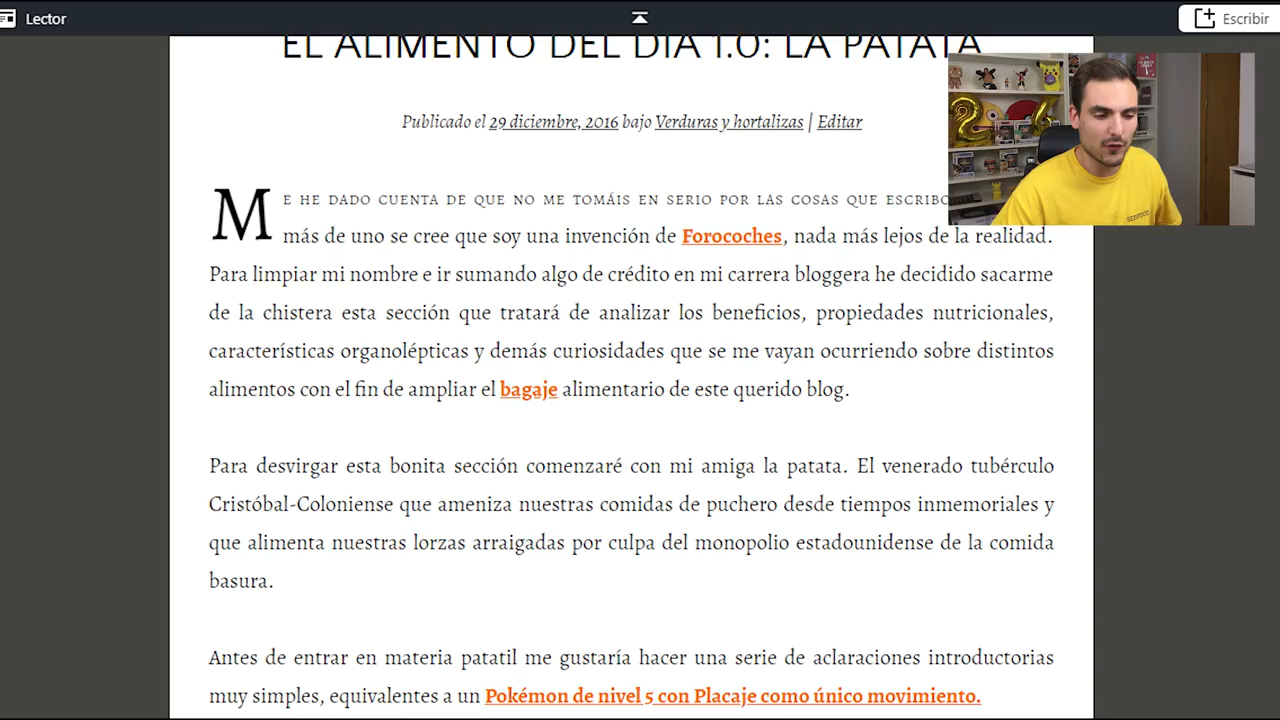 Lector
Escribir
EL ALIMENTO DEL DÍA 1.0: LA PATATA
Publicado el 29 diciembre, 2016 bajo Verduras y hortalizas | Editar
ME HE DADO CUENTA DE QUE NO ME TOMÁIS EN SERIO POR LAS COSAS QUE ESCRIBO
más de uno se cree que soy una invención de Forocoches, nada más lejos de la realidad.
Para limpiar mi nombre e ir sumando algo de crédito en mi carrera bloggera he decidido sacarme
de la chistera esta sección que tratará de analizar los beneficios, propiedades nutricionales,
características organolépticas y demás curiosidades que se me vayan ocurriendo sobre distintos
alimentos con el fin de ampliar el bagaje alimentario de este querido blog.
Para desvirgar esta bonita sección comenzaré con mi amiga la patata. El venerado tubérculo
Cristóbal-Coloniense que ameniza nuestras comidas de puchero desde tiempos inmemoriales y
que alimenta nuestras lorzas arraigadas por culpa del monopolio estadounidense de la comida
basura.
Antes de entrar en materia patatil me gustaría hacer una serie de aclaraciones introductorias
muy simples, equivalentes a un Pokémon de nivel 5 con Placaje como único movimiento.